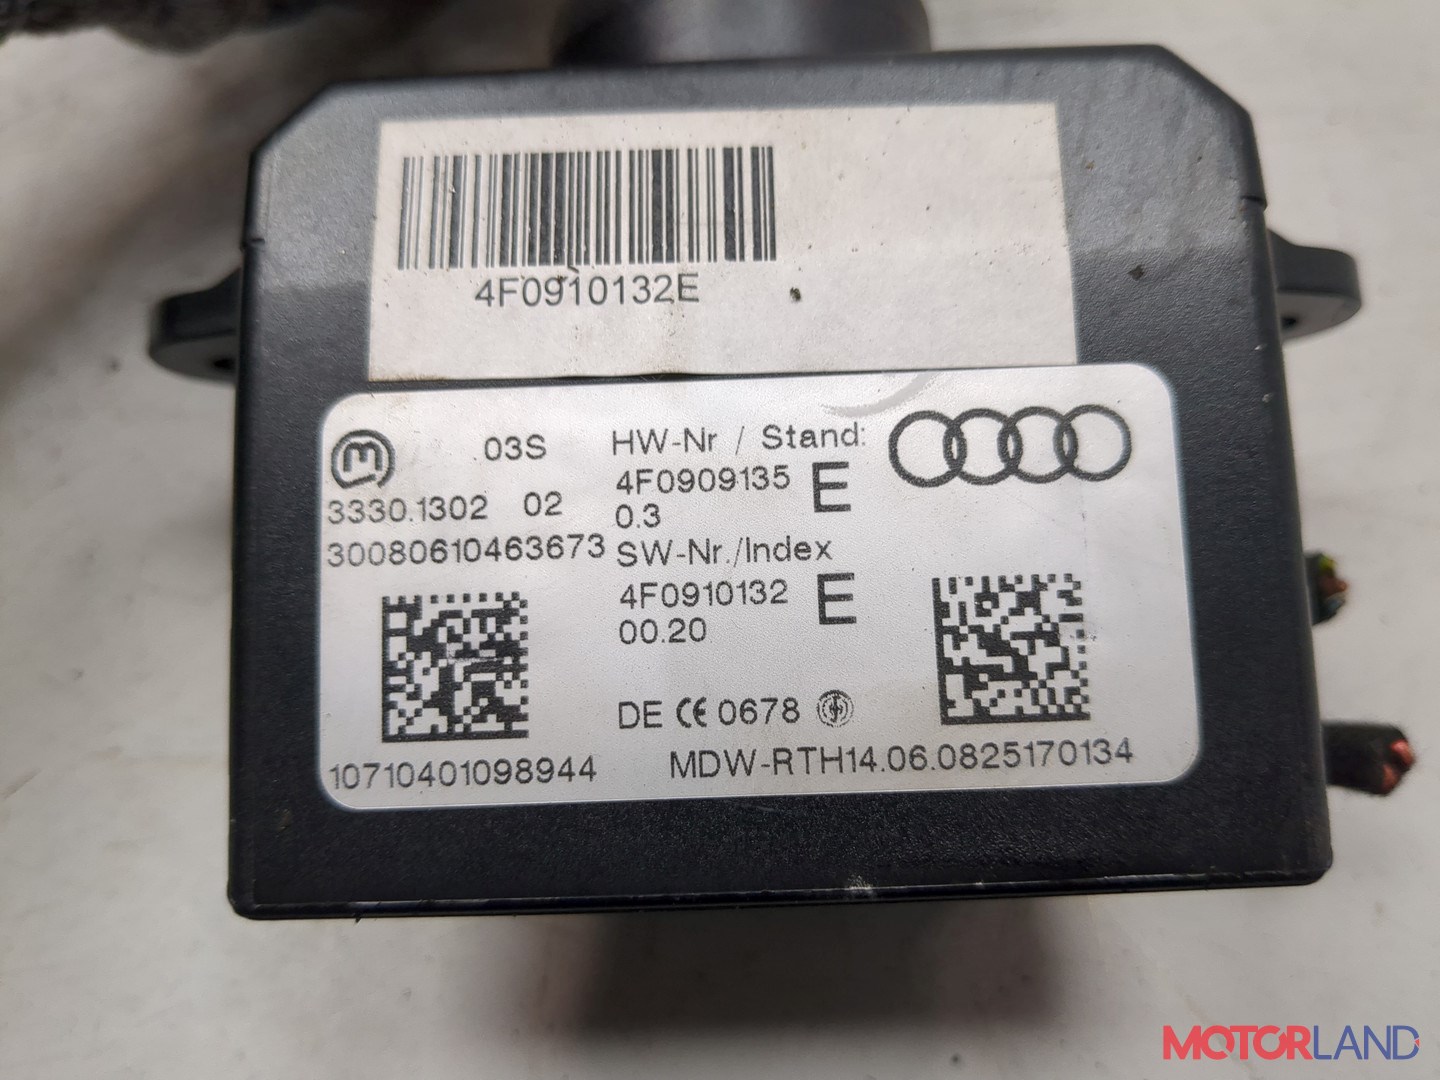 4F0910132E
03S
3330.1302 02
30080610463673
10710401098944
HW-Nr / Stand:
4F0909135 E
0.3
SW-Nr./Index
4F0910132 E
00.20
DE CE 0678
MDW-RTH14.06.0825170134
MOTORLAND